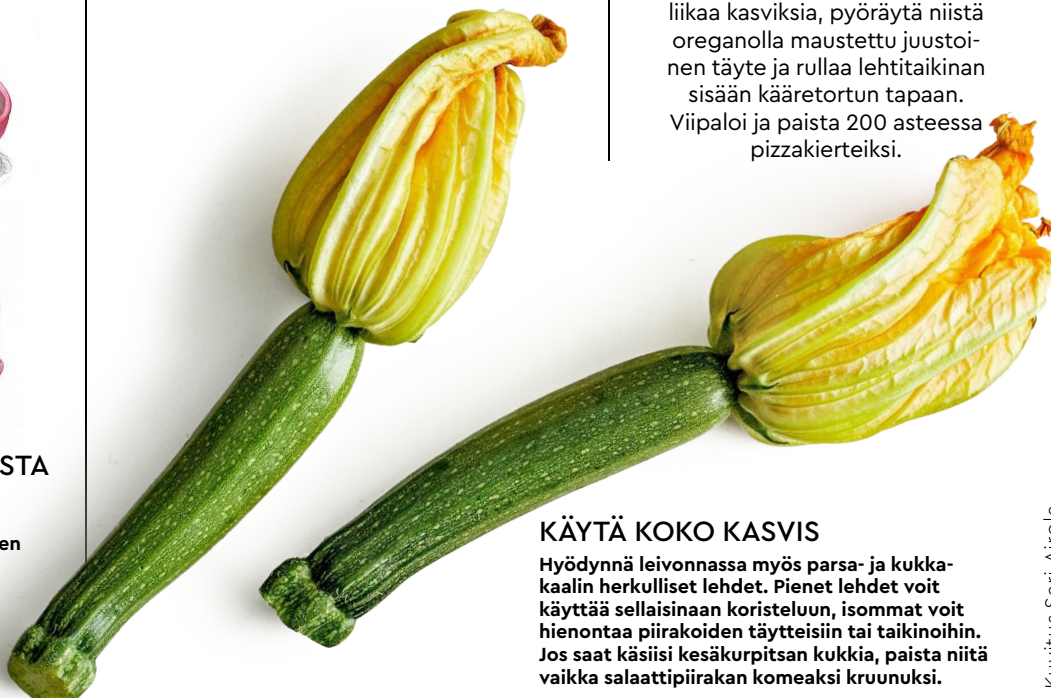 liikaa kasviksia, pyöräytä niistä
oreganolla maustettu juustoi-
nen täyte ja rullaa lehtitaikinan
sisään kääretortun tapaan.
Viipaloi ja paista 200 asteessa
pizzakierteiksi.
STA
en
KÄYTÄ KOKO KASVIS
Hyödynnä leivonnassa myös parsa- ja kukka-
kaalin herkulliset lehdet. Pienet lehdet voit
käyttää sellaisinaan koristeluun, isommat voit
hienontaa piirakoiden täytteisiin tai taikinoihin.
Jos saat käsiisi kesäkurpitsan kukkia, paista niitä
vaikka salaattipiirakan komeaksi kruunuksi.